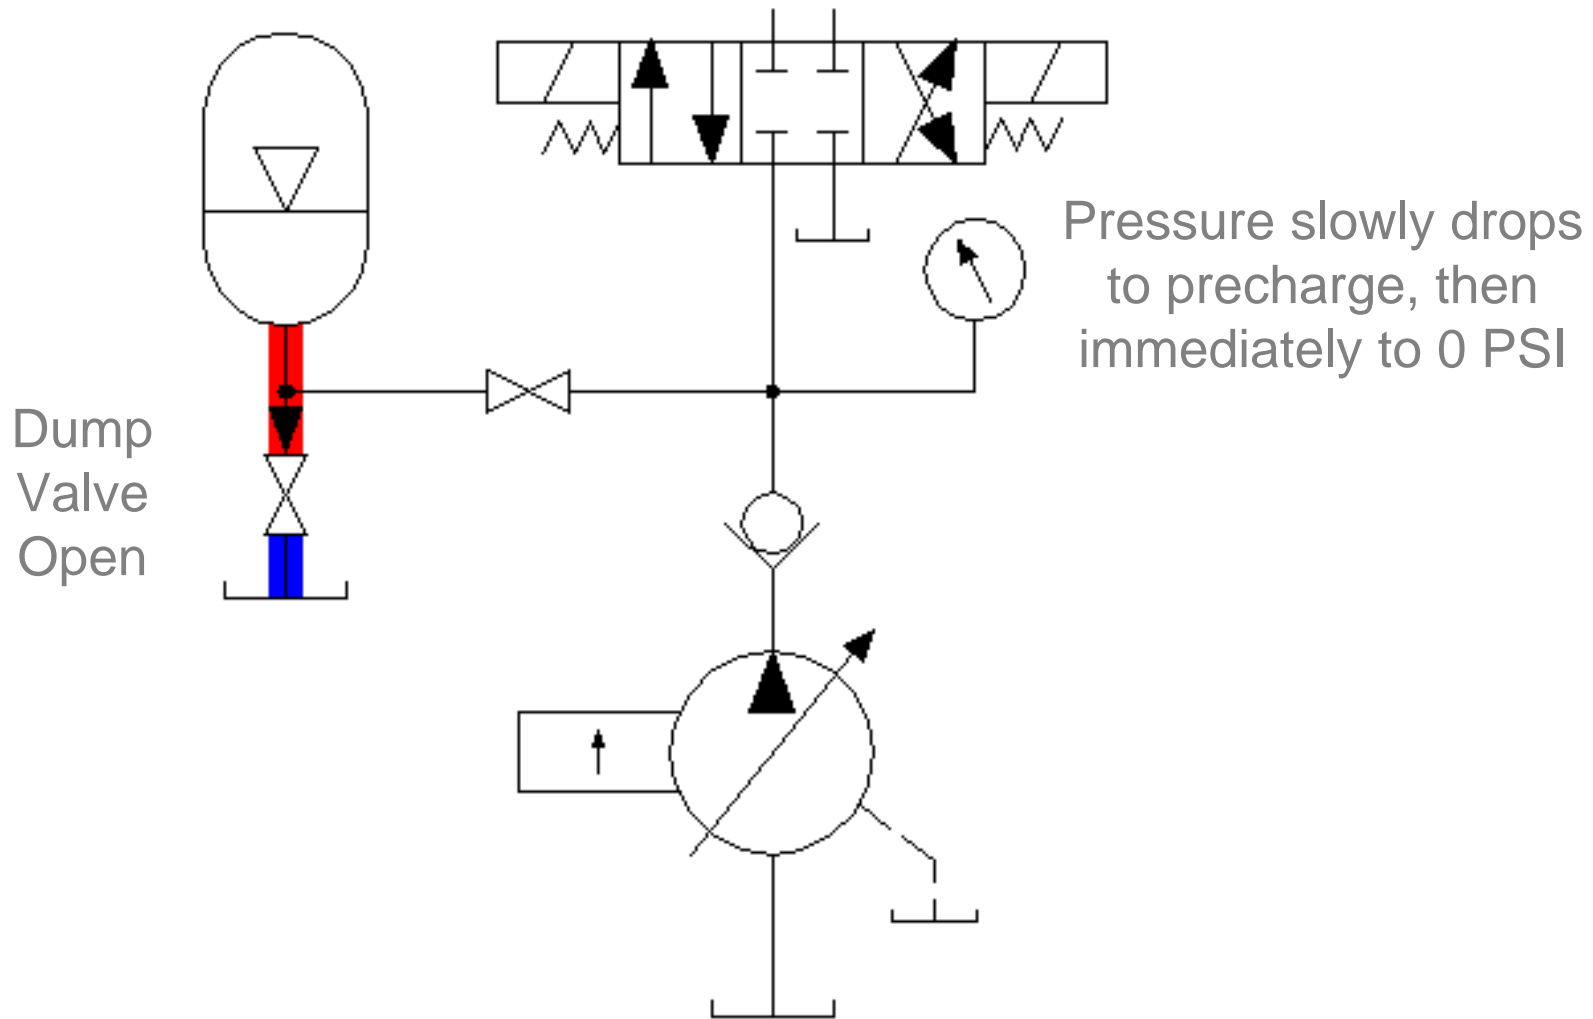 Pressure slowly drops
to precharge, then
immediately to 0 PSI
Dump
Valve
Open